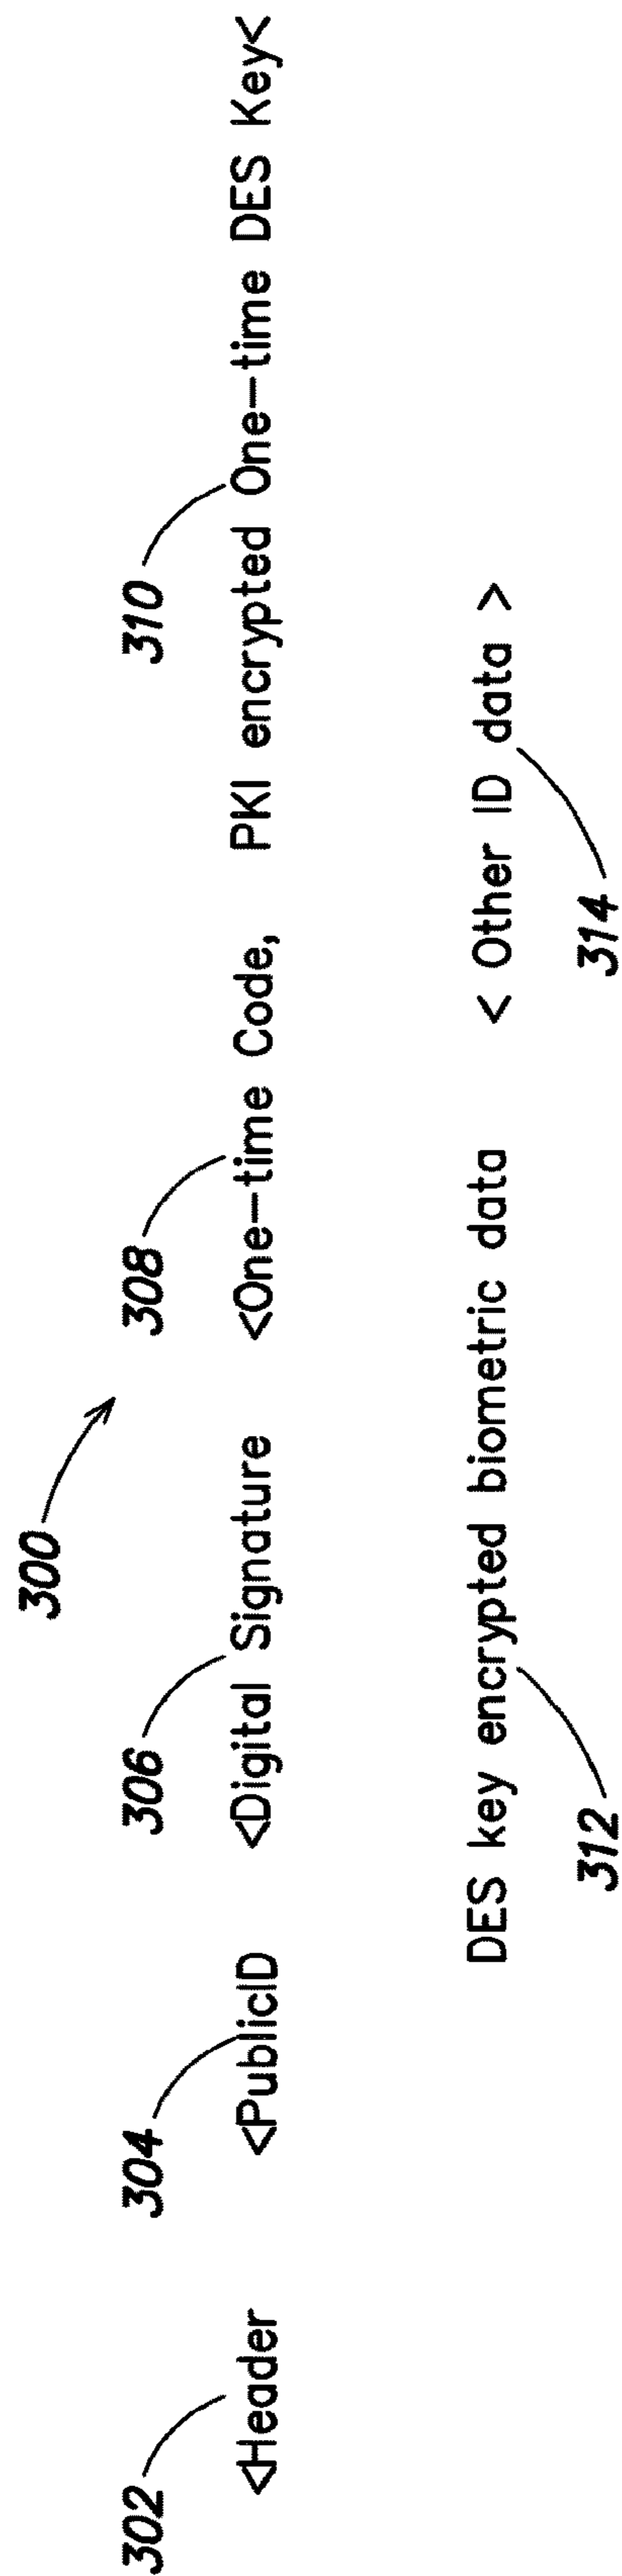 300
302 304 306 308 310
<Header <PublicID <Digital Signature <One-time Code, PKI encrypted One-time DES Key<
DES key encrypted biometric data < Other ID data >
312 314